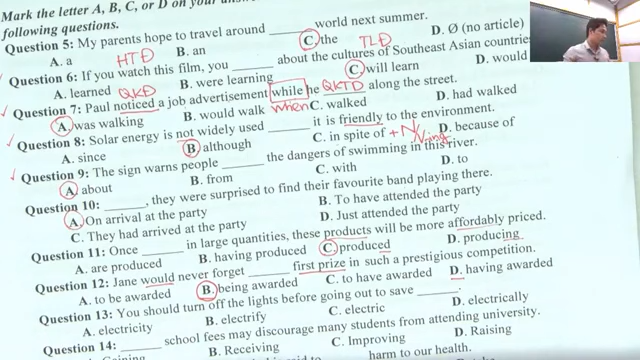 Mark the letter A, B, C, or D on your
following questions.
Question 5: My parents hope to travel around ______ world next summer.
A. a HTĐ B. an C. the TLĐ D. Ø (no article)
Question 6: If you watch this film, you ______ about the cultures of Southeast Asian countries
A. learned QKĐ B. were learning C. will learn D. would
Question 7: Paul noticed a job advertisement while he QKTD along the street.
A. was walking B. would walk when C. walked D. had walked
Question 8: Solar energy is not widely used ______ it is friendly to the environment.
A. since B. although C. in spite of + N/Ving D. because of
Question 9: The sign warns people ______ the dangers of swimming in this river.
A. about B. from C. with D. to
Question 10: ______, they were surprised to find their favourite band playing there.
A. On arrival at the party B. To have attended the party
C. They had arrived at the party D. Just attended the party
Question 11: Once ______ in large quantities, these products will be more affordably priced.
A. are produced B. having produced C. produced D. producing
Question 12: Jane would never forget ______ first prize in such a prestigious competition.
A. to be awarded B. being awarded C. to have awarded D. having awarded
Question 13: You should turn off the lights before going out to save ______.
A. electricity B. electrify C. electric D. electrically
Question 14: ______ school fees may discourage many students from attending university.
B. Receiving C. Improving D. Raising
harm to our health.